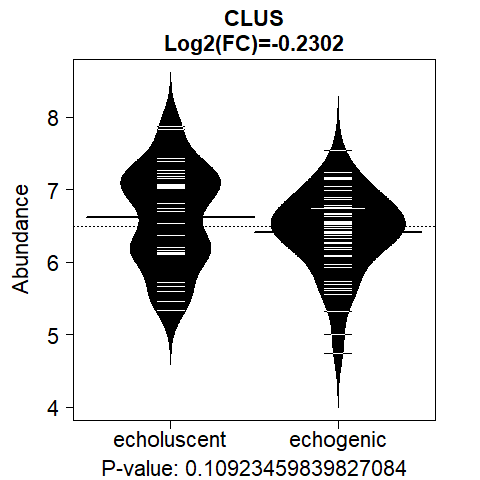 CLUS
Log2(FC)=-0.2302
Abundance
8
7
6
5
4
echoluscent echogenic
P-value: 0.10923459839827084